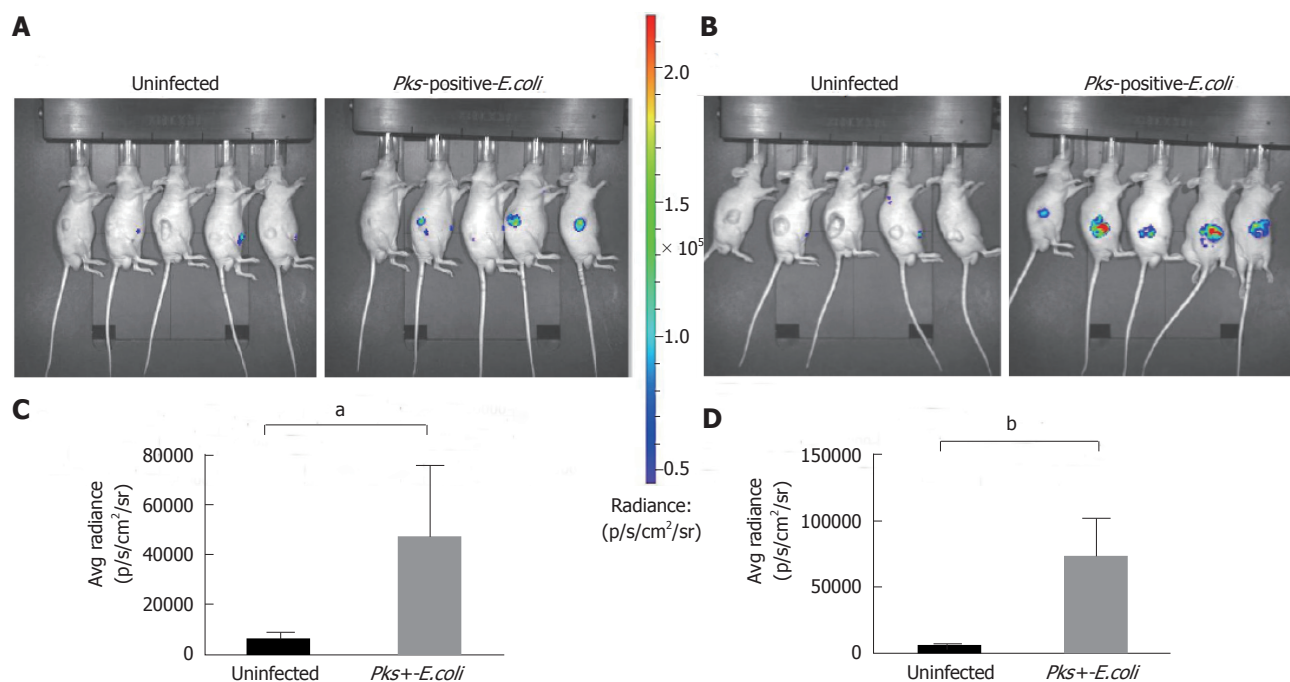 A
B
Uninfected
Pks-positive-E.coli
Uninfected
Pks-positive-E.coli
2.0
1.5
× 10⁵
1.0
0.5
Radiance:
(p/s/cm²/sr)
C
a
Avg radiance
(p/s/cm²/sr)
80000
60000
40000
20000
0
Uninfected
Pks+-E.coli
D
b
Avg radiance
(p/s/cm²/sr)
150000
100000
50000
0
Uninfected
Pks+-E.coli